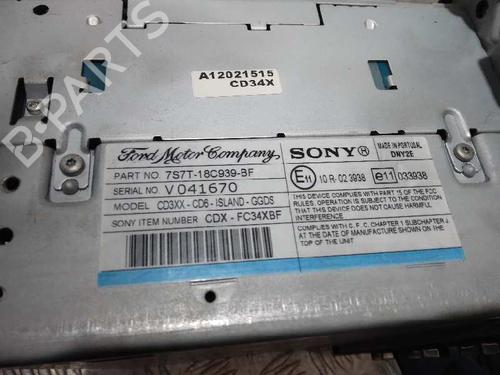 A12021515
CD34X
Ford Motor Company
SONY
MADE IN PORTUGAL
DNY2E
PART NO. 7S7T-18C939-BF
SERIAL NO. V041670
MODEL CD3XX - CD6 - ISLAND - GGDS
SONY ITEM NUMBER CDX - FC34XBF
E11 10 R- 02 3938
e11 033938
THIS DEVICE COMPLIES WITH PART 15 OF THE FCC
RULES. OPERATION IS SUBJECT TO THE CONDITION
THAT THIS DEVICE DOES NOT CAUSE HARMFUL
INTERFERENCE.
COMPLIES WITH C. F. C. CHAPTER 1 SUBCHAPTER J
AT THE DATE OF MANUFACTURE MOUNT ON THE
TOP OF THE UNIT
B-PARTS